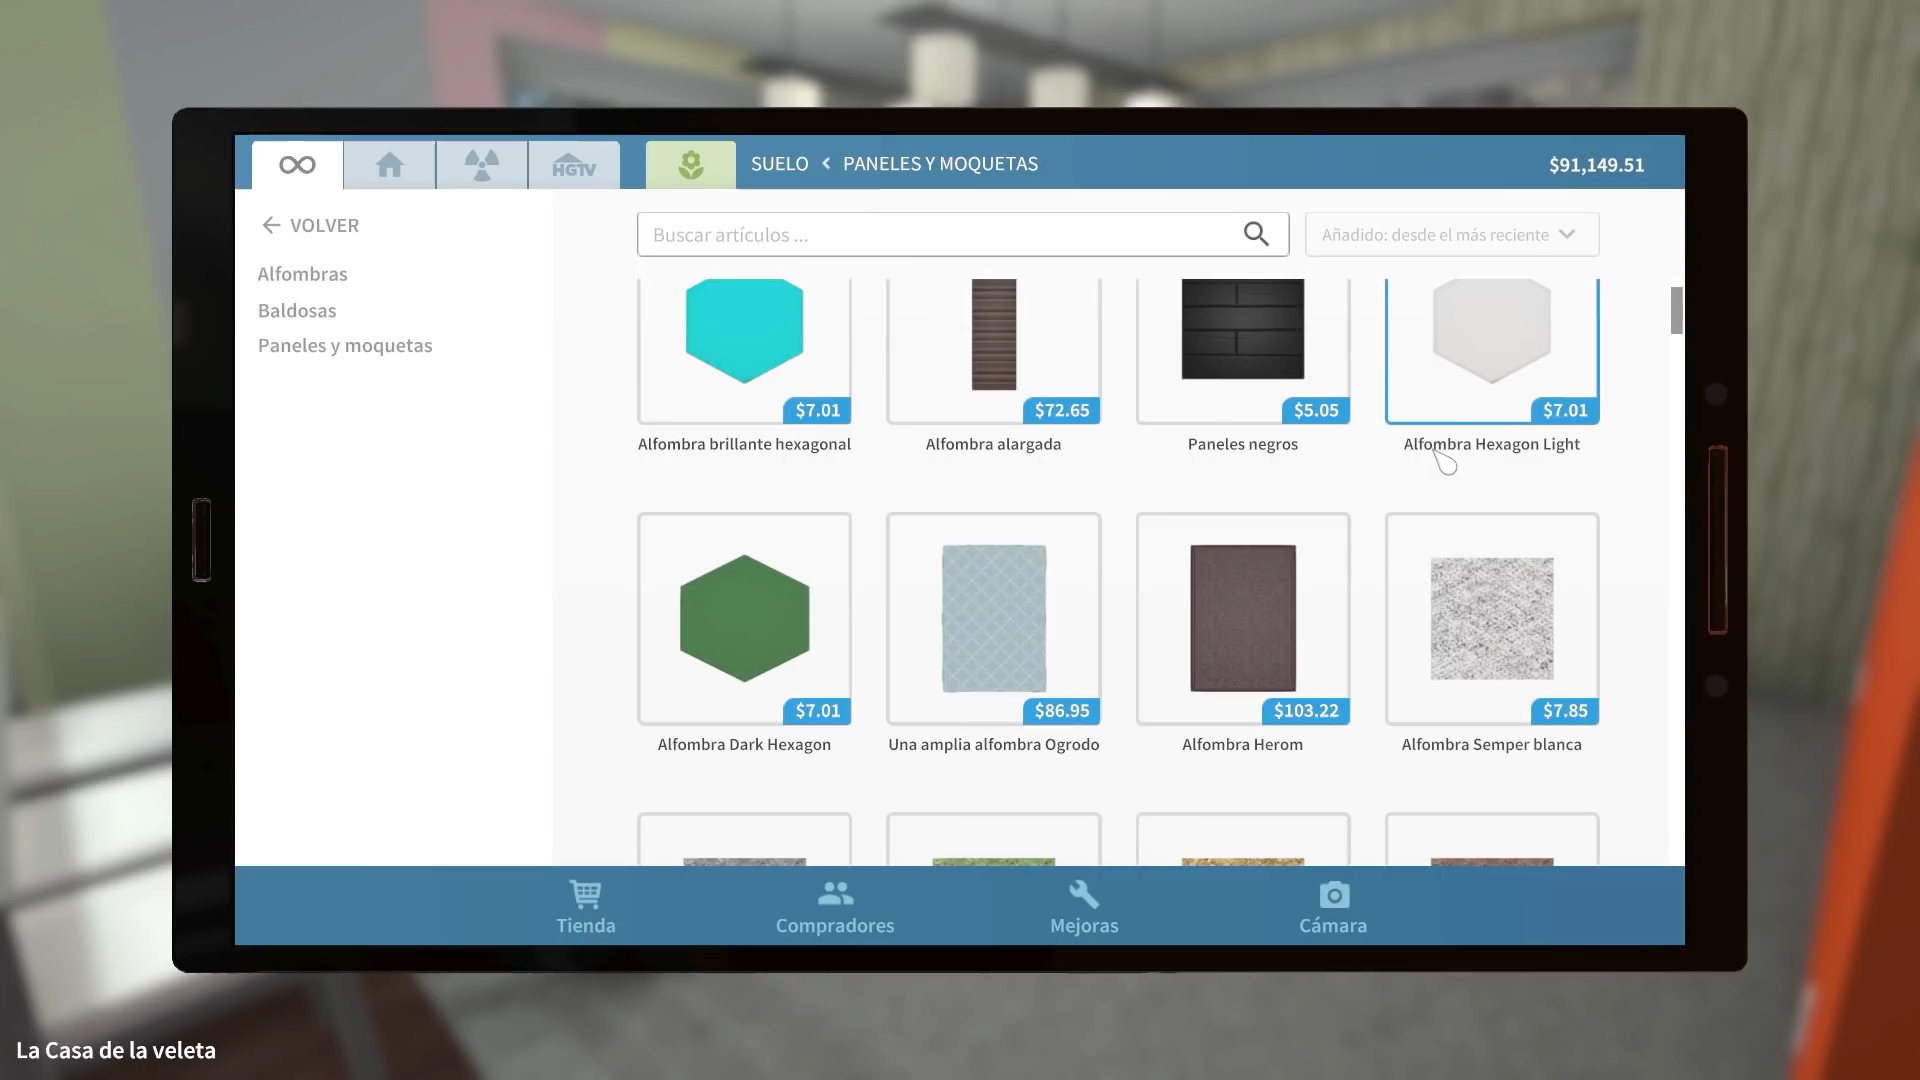 HGTV
SUELO < PANELES Y MOQUETAS
$91,149.51
VOLVER
Alfombras
Baldosas
Paneles y moquetas
Buscar artículos ...
Añadido: desde el más reciente
$7.01
$72.65
$5.05
$7.01
Alfombra brillante hexagonal
Alfombra alargada
Paneles negros
Alfombra Hexagon Light
$7.01
$86.95
$103.22
$7.85
Alfombra Dark Hexagon
Una amplia alfombra Ogrodo
Alfombra Herom
Alfombra Semper blanca
Tienda
Compradores
Mejoras
Cámara
La Casa de la veleta